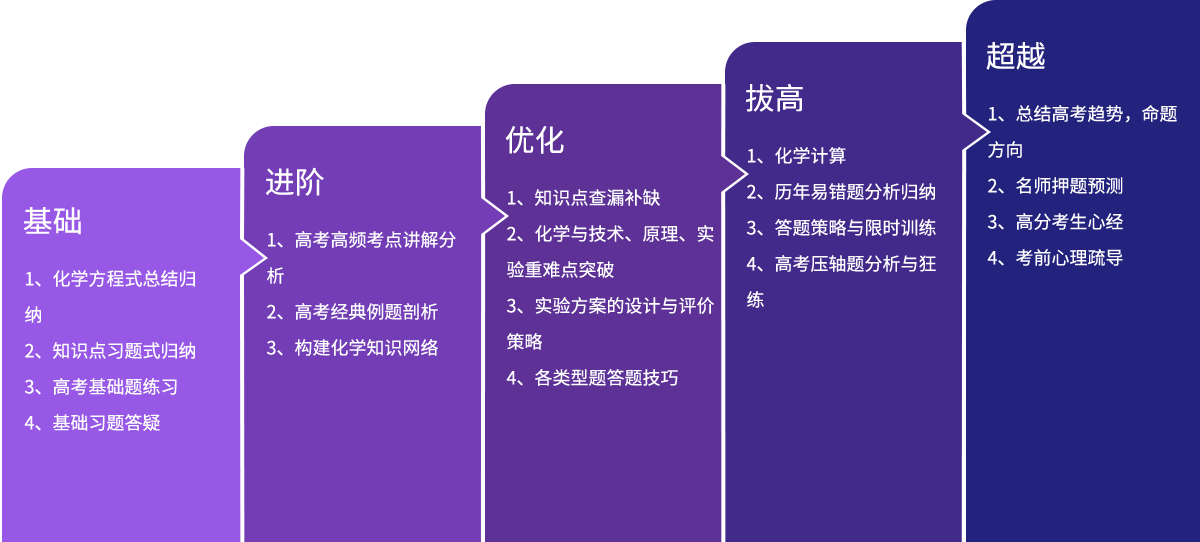 基础
1、化学方程式总结归
纳
2、知识点习题式归纳
3、高考基础题练习
4、基础习题答疑
进阶
1、高考高频考点讲解分
析
2、高考经典例题剖析
3、构建化学知识网络
优化
1、知识点查漏补缺
2、化学与技术、原理、实
验重难点突破
3、实验方案的设计与评价
策略
4、各类型题答题技巧
拔高
1、化学计算
2、历年易错题分析归纳
3、答题策略与限时训练
4、高考压轴题分析与狂
练
超越
1、总结高考趋势，命题
方向
2、名师押题预测
3、高分考生心经
4、考前心理疏导